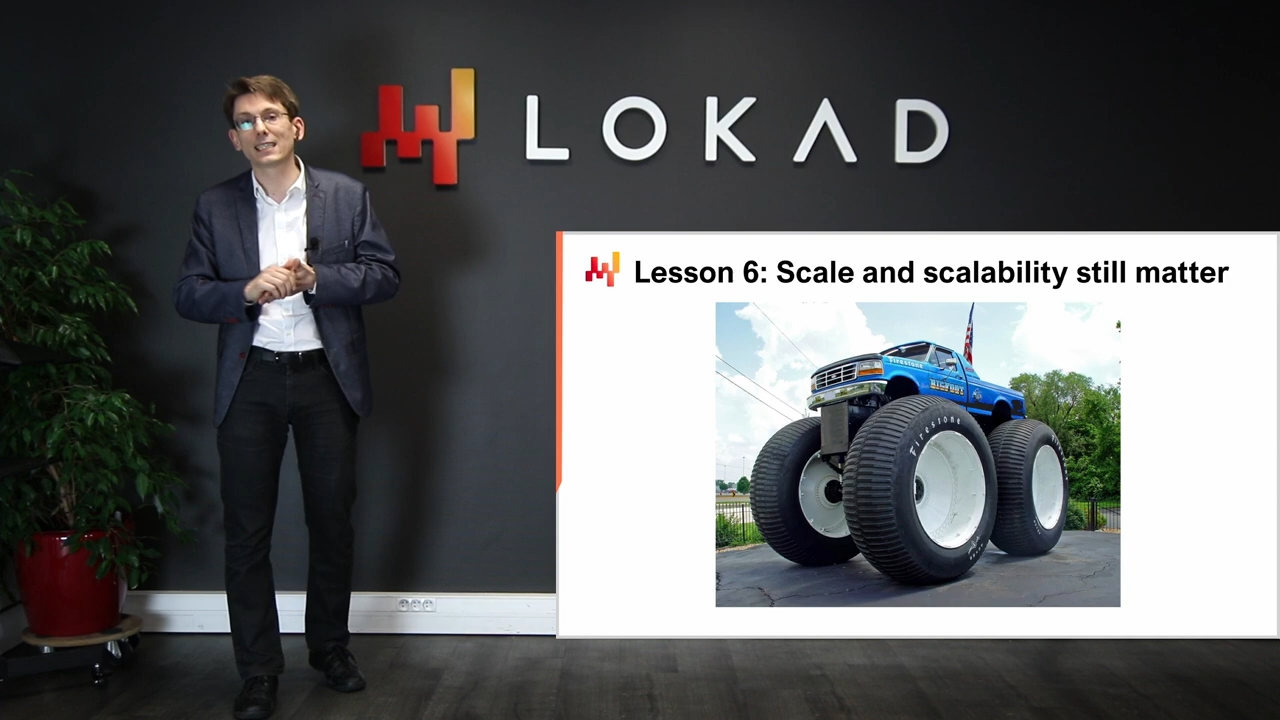 LOKAD
Lesson 6: Scale and scalability still matter
Firestone
BIGFOOT
Firestone